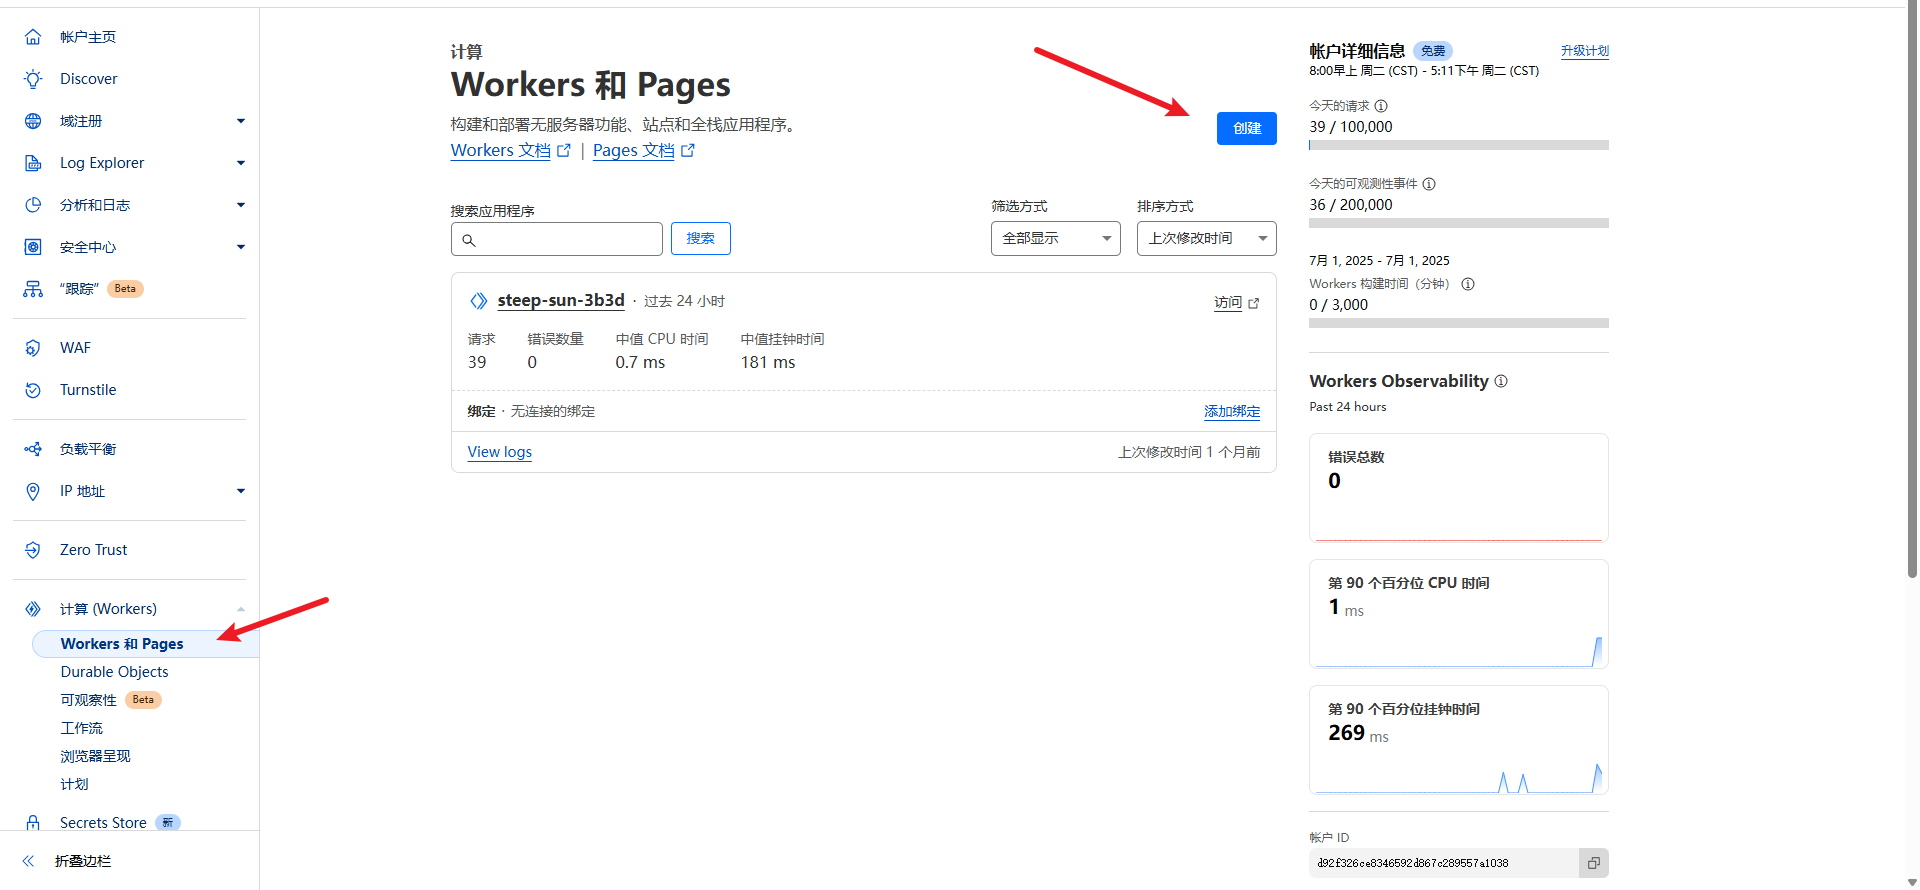 帐户主页
Discover
域注册
Log Explorer
分析和日志
安全中心
“跟踪” Beta
WAF
Turnstile
负载平衡
IP 地址
Zero Trust
计算 (Workers)
Workers 和 Pages
Durable Objects
可观察性 Beta
工作流
浏览器呈现
计划
Secrets Store 新
折叠边栏
计算
Workers 和 Pages
构建和部署无服务器功能、站点和全栈应用程序。
Workers 文档 | Pages 文档
创建
搜索应用程序
搜索
筛选方式
全部显示
排序方式
上次修改时间
steep-sun-3b3d · 过去 24 小时
访问
请求 错误数量 中值 CPU 时间 中值挂钟时间
39 0 0.7 ms 181 ms
绑定 · 无连接的绑定
添加绑定
View logs
上次修改时间 1 个月前
帐户详细信息 免费 升级计划
8:00早上 周二 (CST) - 5:11下午 周二 (CST)
今天的请求
39 / 100,000
今天的可观测性事件
36 / 200,000
7月 1, 2025 - 7月 1, 2025
Workers 构建时间（分钟）
0 / 3,000
Workers Observability
Past 24 hours
错误总数
0
第 90 个百分位 CPU 时间
1 ms
第 90 个百分位挂钟时间
269 ms
帐户 ID
d92f326ce8346592d867c289557a1038